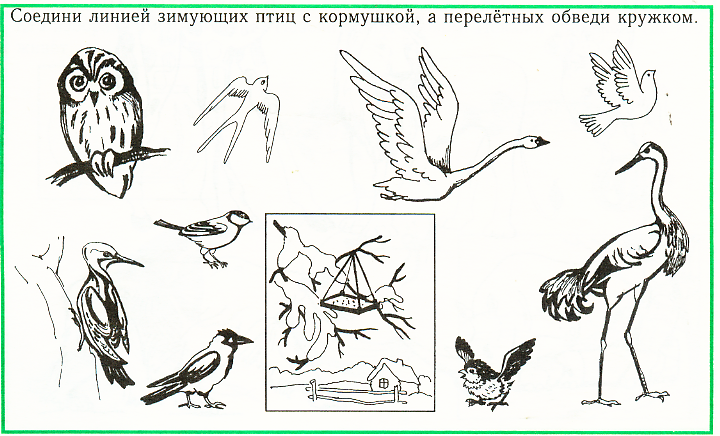 Соедини линией зимующих птиц с кормушкой, а перелётных обведи кружком.